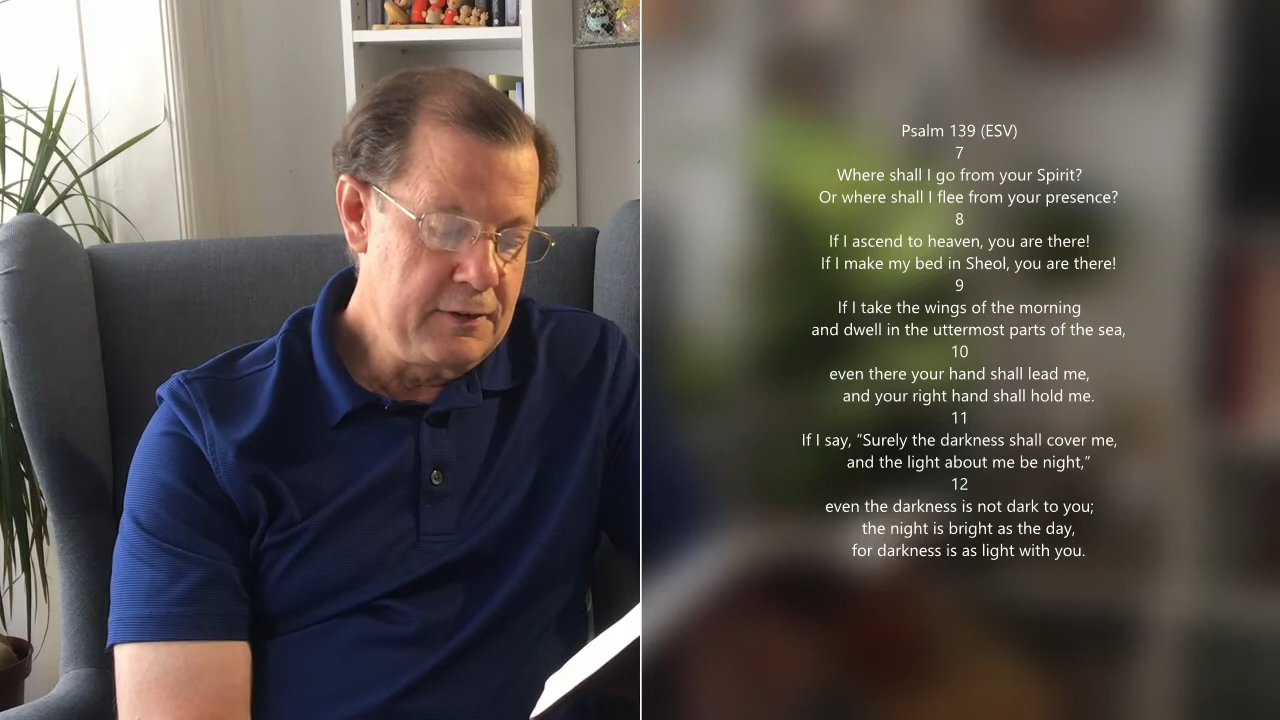 Psalm 139 (ESV)
7
Where shall I go from your Spirit?
Or where shall I flee from your presence?
8
If I ascend to heaven, you are there!
If I make my bed in Sheol, you are there!
9
If I take the wings of the morning
and dwell in the uttermost parts of the sea,
10
even there your hand shall lead me,
and your right hand shall hold me.
11
If I say, “Surely the darkness shall cover me,
and the light about me be night,”
12
even the darkness is not dark to you;
the night is bright as the day,
for darkness is as light with you.